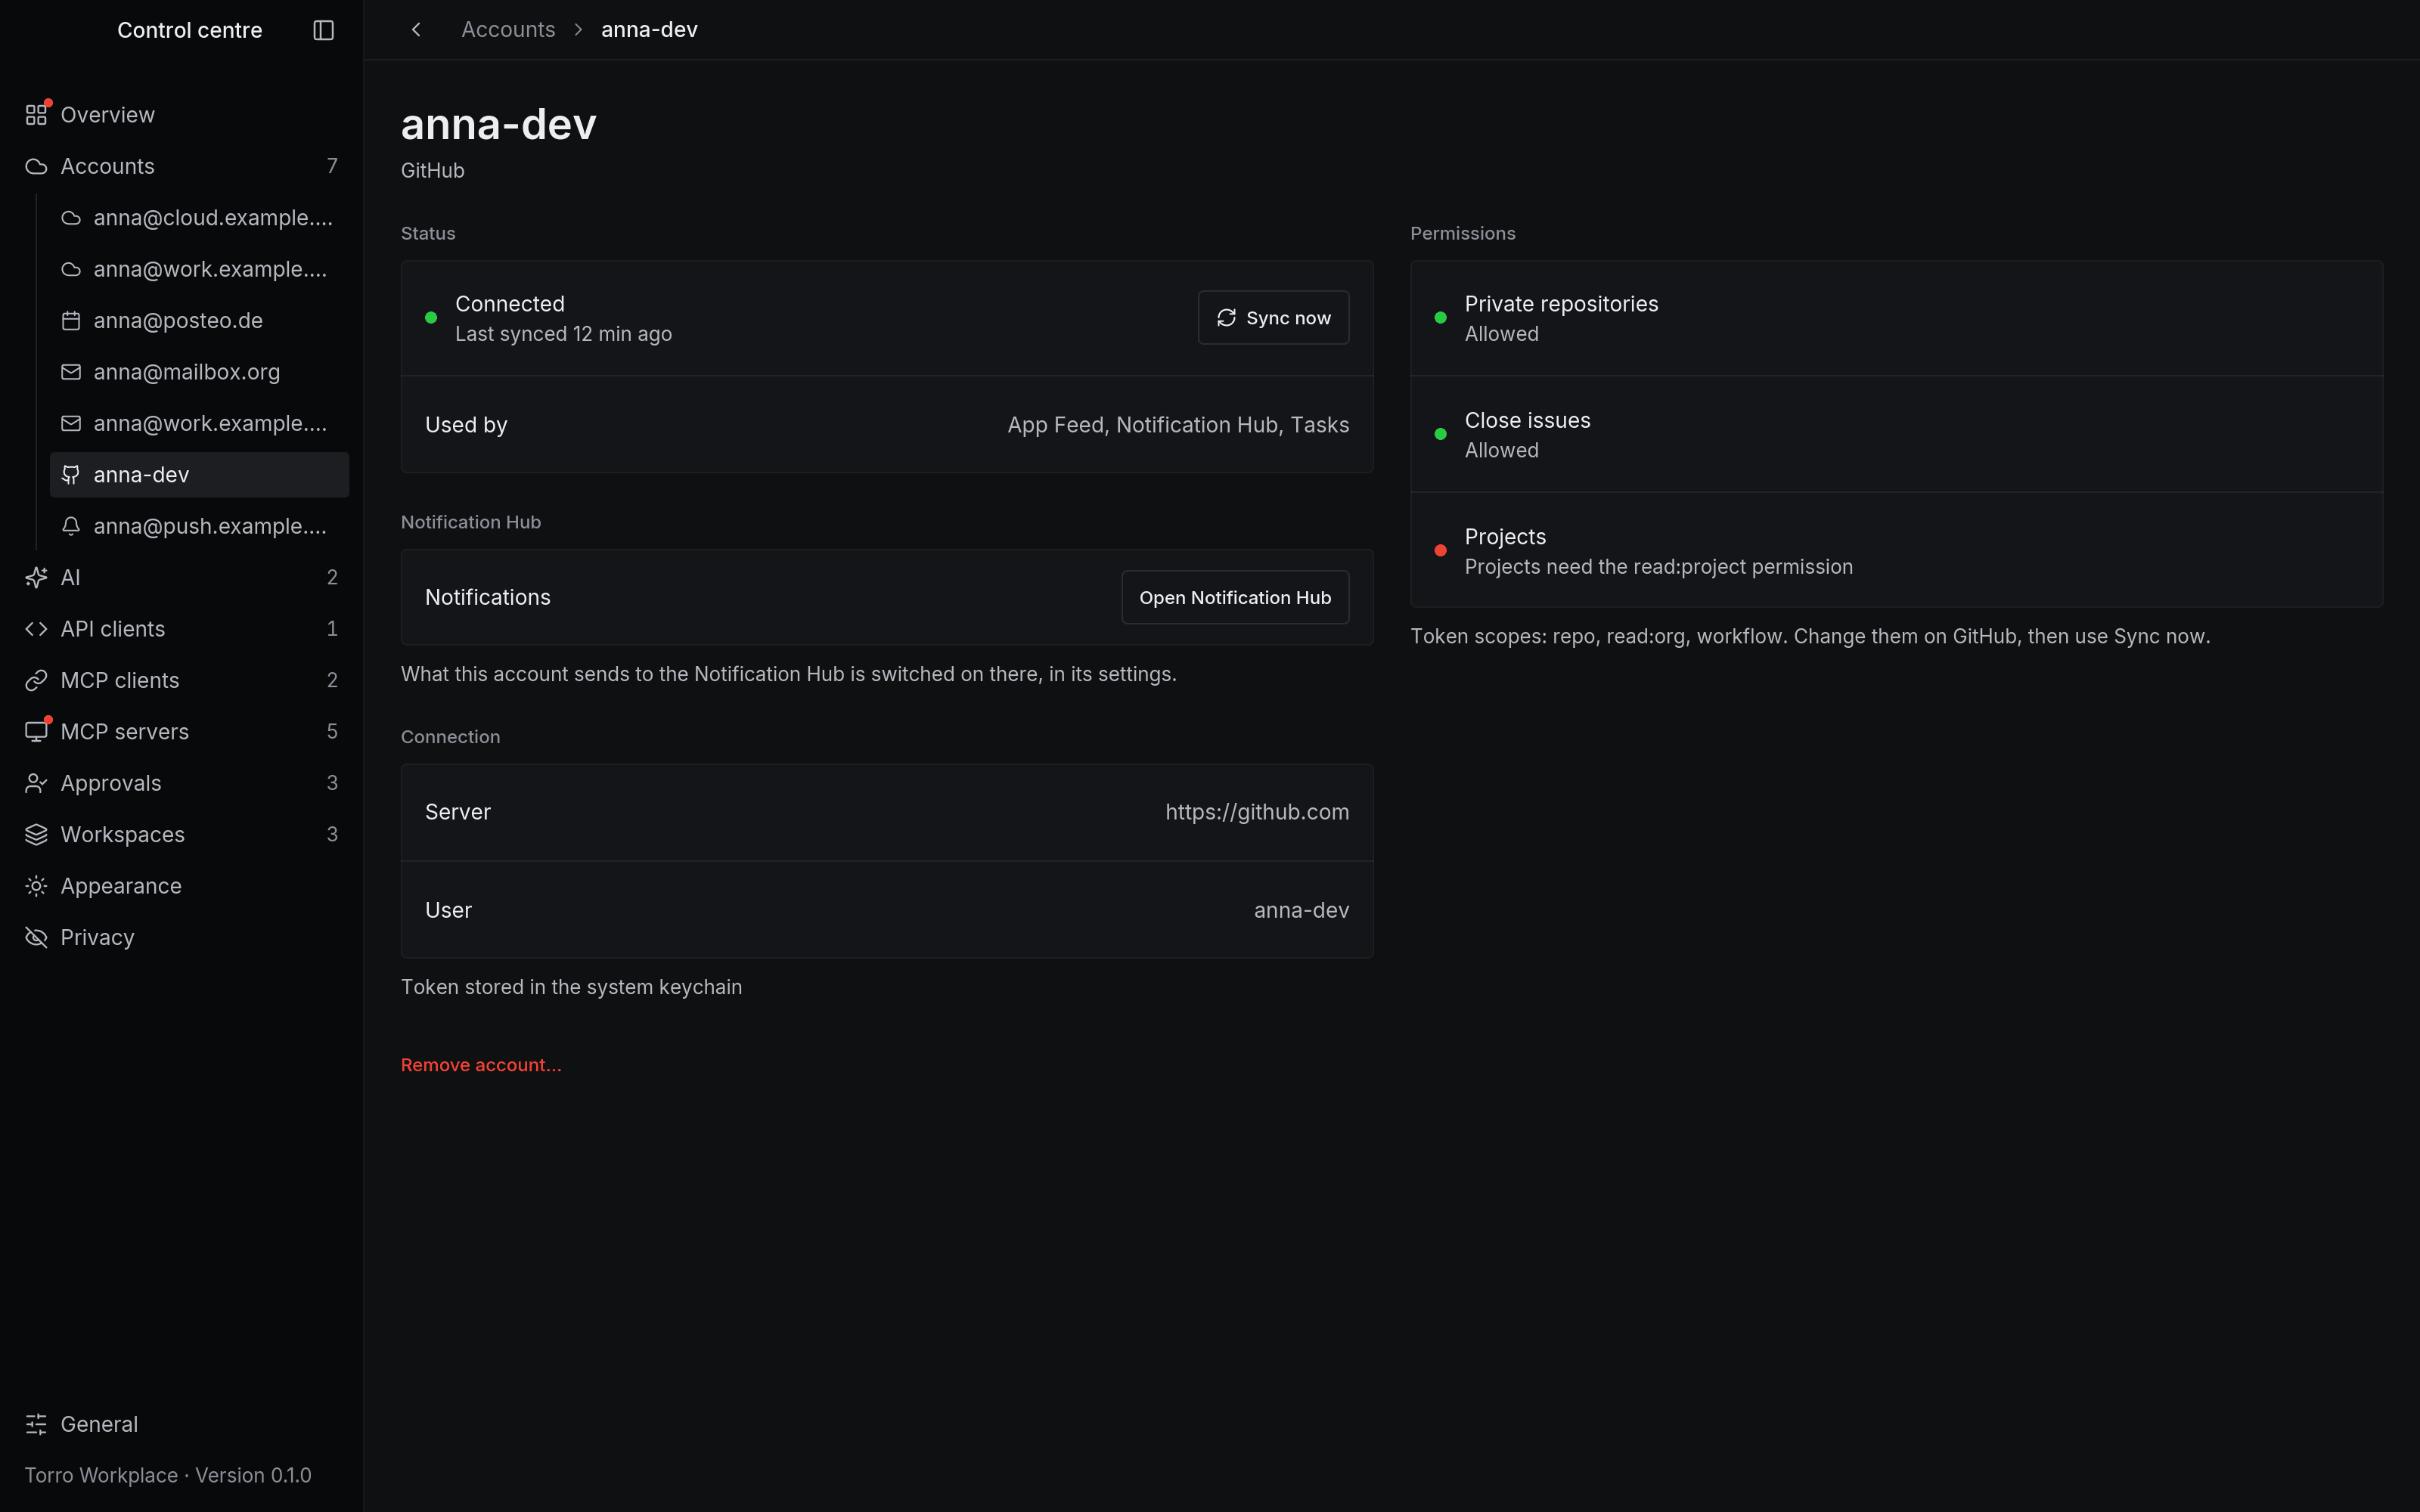 Control centre
Overview
Accounts 7
anna@cloud.example....
anna@work.example....
anna@posteo.de
anna@mailbox.org
anna@work.example....
anna-dev
anna@push.example....
AI 2
API clients 1
MCP clients 2
MCP servers 5
Approvals 3
Workspaces 3
Appearance
Privacy
General
Torro Workplace · Version 0.1.0
Accounts > anna-dev
anna-dev
GitHub
Status
Connected
Last synced 12 min ago
Sync now
Used by App Feed, Notification Hub, Tasks
Notification Hub
Notifications Open Notification Hub
What this account sends to the Notification Hub is switched on there, in its settings.
Connection
Server https://github.com
User anna-dev
Token stored in the system keychain
Remove account...
Permissions
Private repositories
Allowed
Close issues
Allowed
Projects
Projects need the read:project permission
Token scopes: repo, read:org, workflow. Change them on GitHub, then use Sync now.